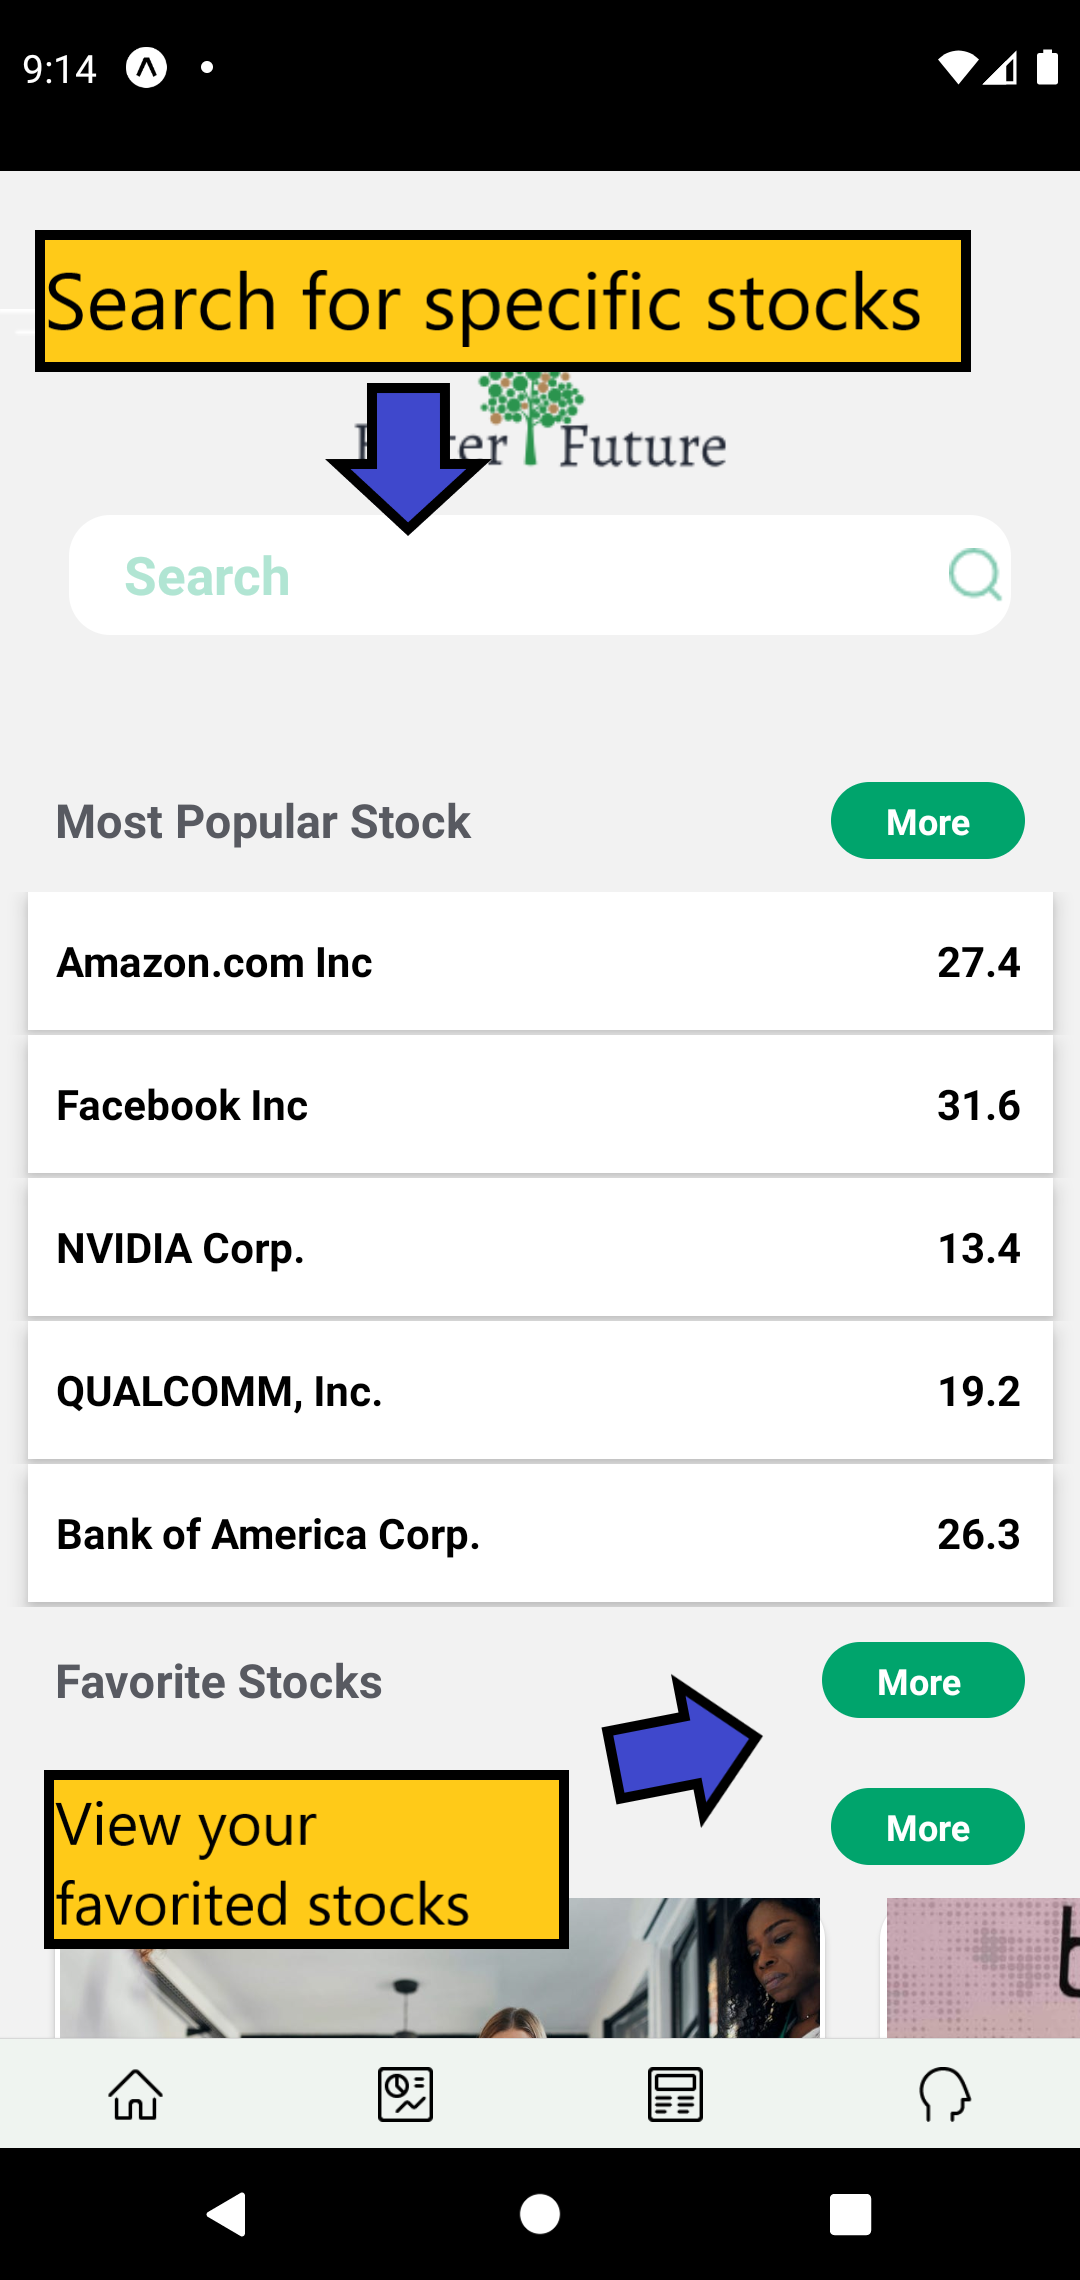 9:14
Search for specific stocks
ter Future
Search
Most Popular Stock More
Amazon.com Inc 27.4
Facebook Inc 31.6
NVIDIA Corp. 13.4
QUALCOMM, Inc. 19.2
Bank of America Corp. 26.3
Favorite Stocks More
View your
favorited stocks
More